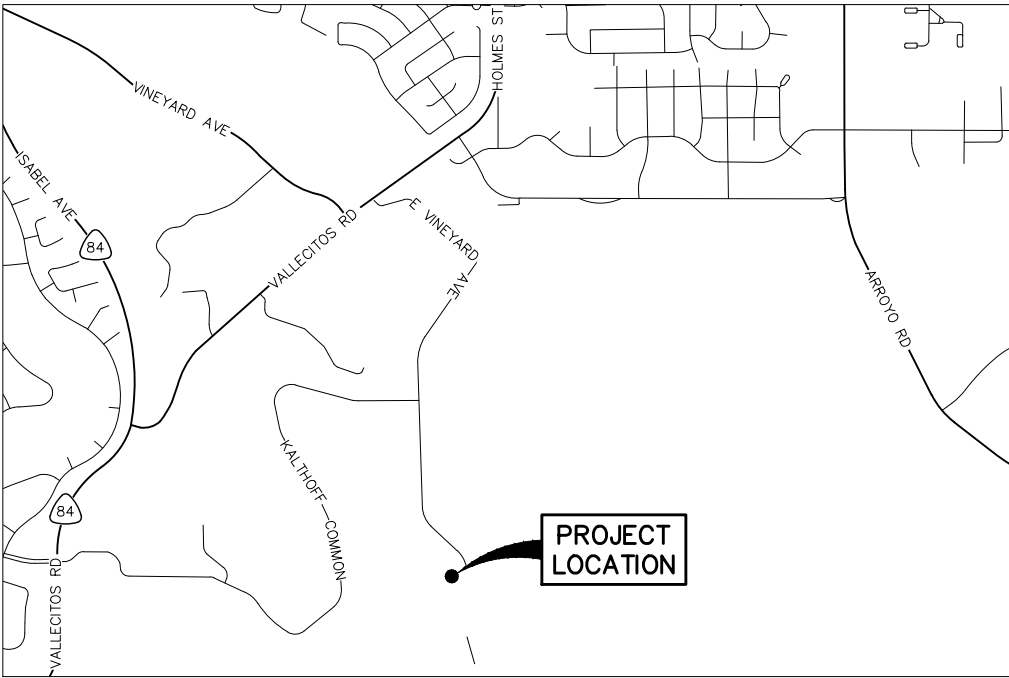 HOLMES ST
VINEYARD AVE
ISABEL AVE
84
VALLECITOS RD
E VINEYARD
AVE
ARROYO RD
KALTHOFF COMMON
84
PROJECT
LOCATION
VALLECITOS RD